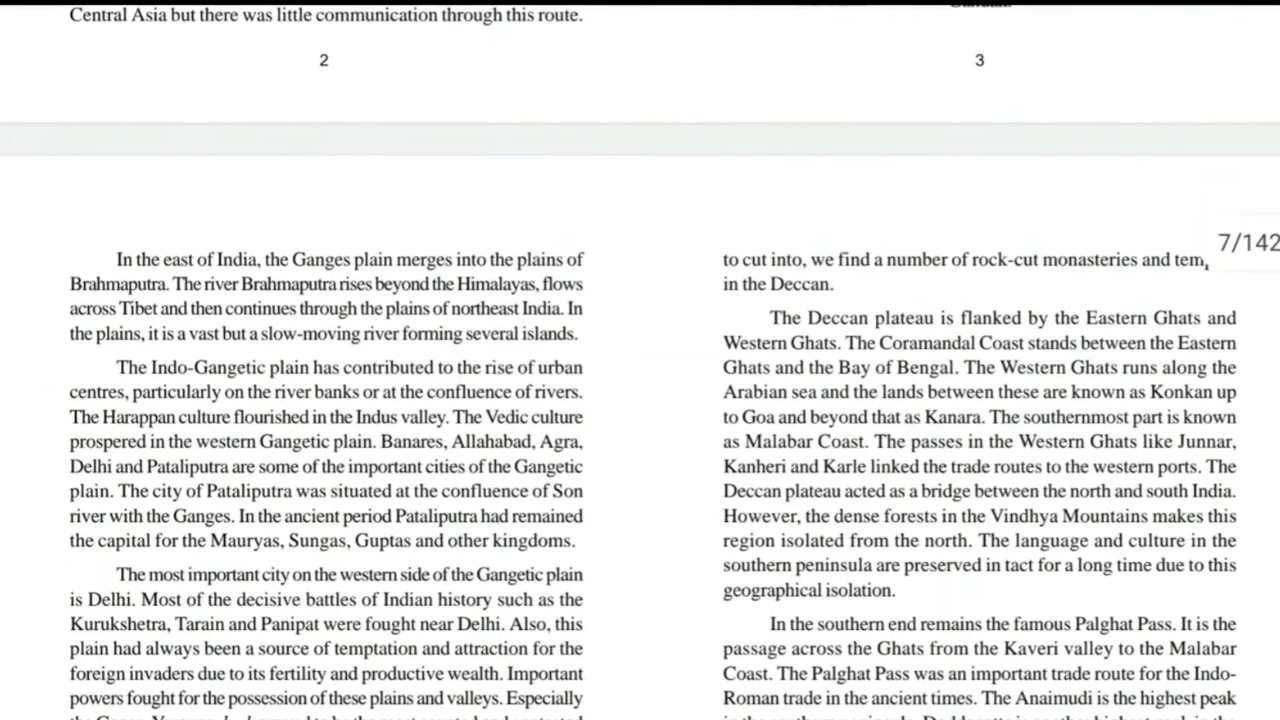 Central Asia but there was little communication through this route.
2
3
7/142
In the east of India, the Ganges plain merges into the plains of
Brahmaputra. The river Brahmaputra rises beyond the Himalayas, flows
across Tibet and then continues through the plains of northeast India. In
the plains, it is a vast but a slow-moving river forming several islands.
The Indo-Gangetic plain has contributed to the rise of urban
centres, particularly on the river banks or at the confluence of rivers.
The Harappan culture flourished in the Indus valley. The Vedic culture
prospered in the western Gangetic plain. Banares, Allahabad, Agra,
Delhi and Pataliputra are some of the important cities of the Gangetic
plain. The city of Pataliputra was situated at the confluence of Son
river with the Ganges. In the ancient period Pataliputra had remained
the capital for the Mauryas, Sungas, Guptas and other kingdoms.
The most important city on the western side of the Gangetic plain
is Delhi. Most of the decisive battles of Indian history such as the
Kurukshetra, Tarain and Panipat were fought near Delhi. Also, this
plain had always been a source of temptation and attraction for the
foreign invaders due to its fertility and productive wealth. Important
powers fought for the possession of these plains and valleys. Especially
to cut into, we find a number of rock-cut monasteries and
in the Deccan.
The Deccan plateau is flanked by the Eastern Ghats and
Western Ghats. The Coramandal Coast stands between the Eastern
Ghats and the Bay of Bengal. The Western Ghats runs along the
Arabian sea and the lands between these are known as Konkan up
to Goa and beyond that as Kanara. The southernmost part is known
as Malabar Coast. The passes in the Western Ghats like Junnar,
Kanheri and Karle linked the trade routes to the western ports. The
Deccan plateau acted as a bridge between the north and south India.
However, the dense forests in the Vindhya Mountains makes this
region isolated from the north. The language and culture in the
southern peninsula are preserved in tact for a long time due to this
geographical isolation.
In the southern end remains the famous Palghat Pass. It is the
passage across the Ghats from the Kaveri valley to the Malabar
Coast. The Palghat Pass was an important trade route for the Indo-
Roman trade in the ancient times. The Anaimudi is the highest peak